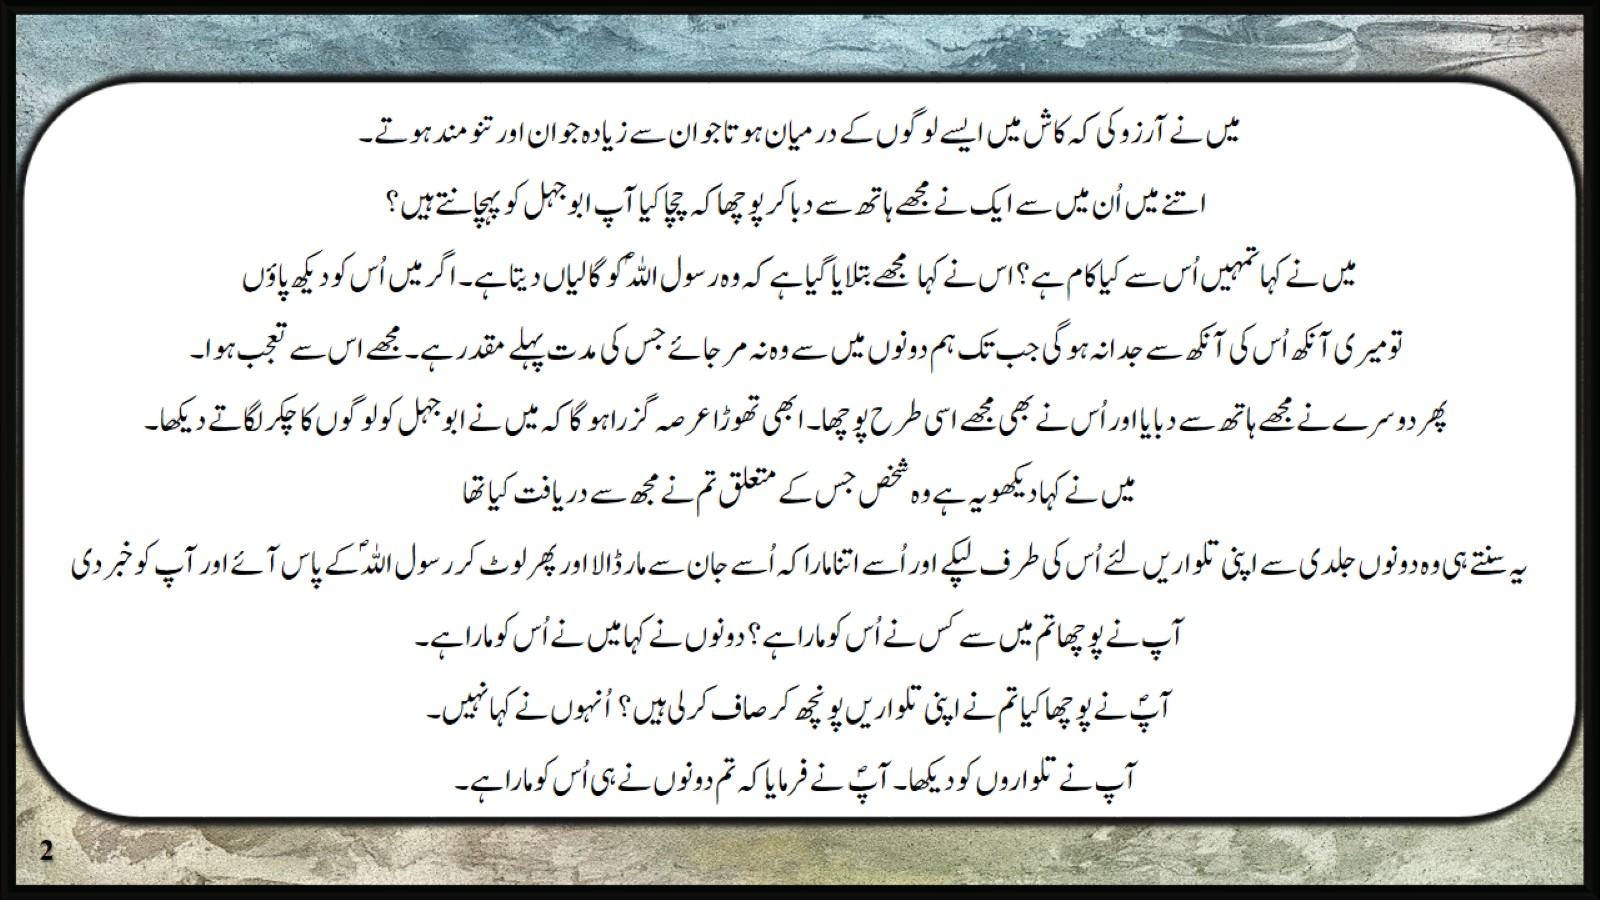 میں نے آرزو کی کہ کاش میں ایسے لوگوں کے درمیان ہوتا جو ان سے زیادہ جوان اور تنومند ہوتے۔
اتنے میں اُن میں سے ایک نے مجھے ہاتھ سے دبا کر پوچھا کہ چچا کیا آپ ابوجہل کو پہچانتے ہیں؟
میں نے کہا تمہیں اُس سے کیا کام ہے؟ اس نے کہا مجھے بتلایا گیا ہے کہ وہ رسول اللہؐ کو گالیاں دیتا ہے۔ اگر میں اُس کو دیکھ پاؤں
تو میری آنکھ اُس کی آنکھ سے جدا نہ ہو گی جب تک ہم دونوں میں سے وہ نہ مر جائے جس کی مدت پہلے مقدر ہے۔ مجھے اس سے تعجب ہوا۔
پھر دوسرے نے مجھے ہاتھ سے دبایا اور اُس نے بھی مجھے اسی طرح پوچھا۔ ابھی تھوڑا عرصہ گزرا ہو گا کہ میں نے ابوجہل کو لوگوں کا چکر لگاتے دیکھا۔
میں نے کہا دیکھو یہ ہے وہ شخص جس کے متعلق تم نے مجھ سے دریافت کیا تھا
یہ سنتے ہی وہ دونوں جلدی سے اپنی تلواریں لئے اُس کی طرف لپکے اور اُسے اتنا مارا کہ اُسے جان سے مار ڈالا اور پھر لوٹ کر رسول اللہؐ کے پاس آئے اور آپ کو خبر دی
آپ نے پوچھا تم میں سے کس نے اُس کو مارا ہے؟ دونوں نے کہا میں نے اُس کو مارا ہے۔
آپؐ نے پوچھا کیا تم نے اپنی تلواریں پونچھ کر صاف کر لی ہیں؟ اُنہوں نے کہا نہیں۔
آپ نے تلواروں کو دیکھا۔ آپؐ نے فرمایا کہ تم دونوں نے ہی اُس کو مارا ہے۔
2